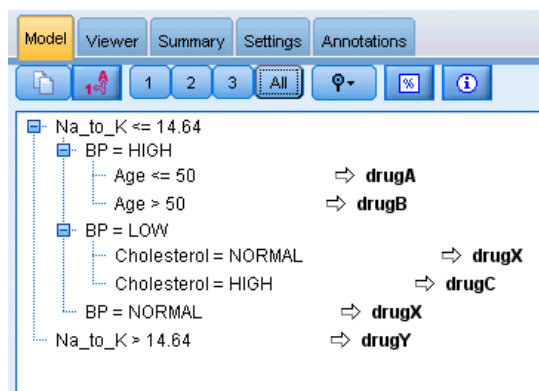 Model Viewer Summary Settings Annotations
1 2 3 All %
Na_to_K <= 14.64
BP = HIGH
Age <= 50 ⇨ drugA
Age > 50 ⇨ drugB
BP = LOW
Cholesterol = NORMAL ⇨ drugX
Cholesterol = HIGH ⇨ drugC
BP = NORMAL ⇨ drugX
Na_to_K > 14.64 ⇨ drugY